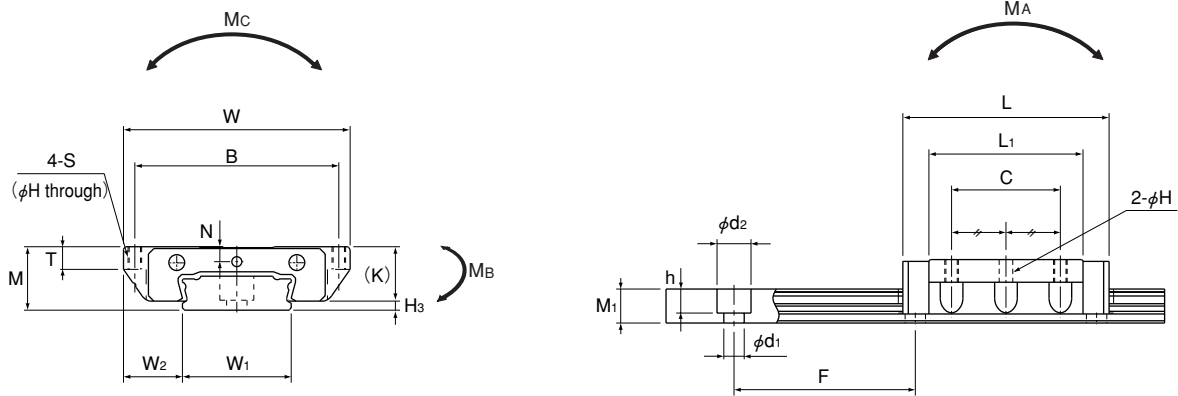 MC
W
B
4-S
(φH through)
N
T
M
(K)
MB
H3
W2
W1
MA
L
L1
C
2-φH
φd2
h
M1
φd1
F